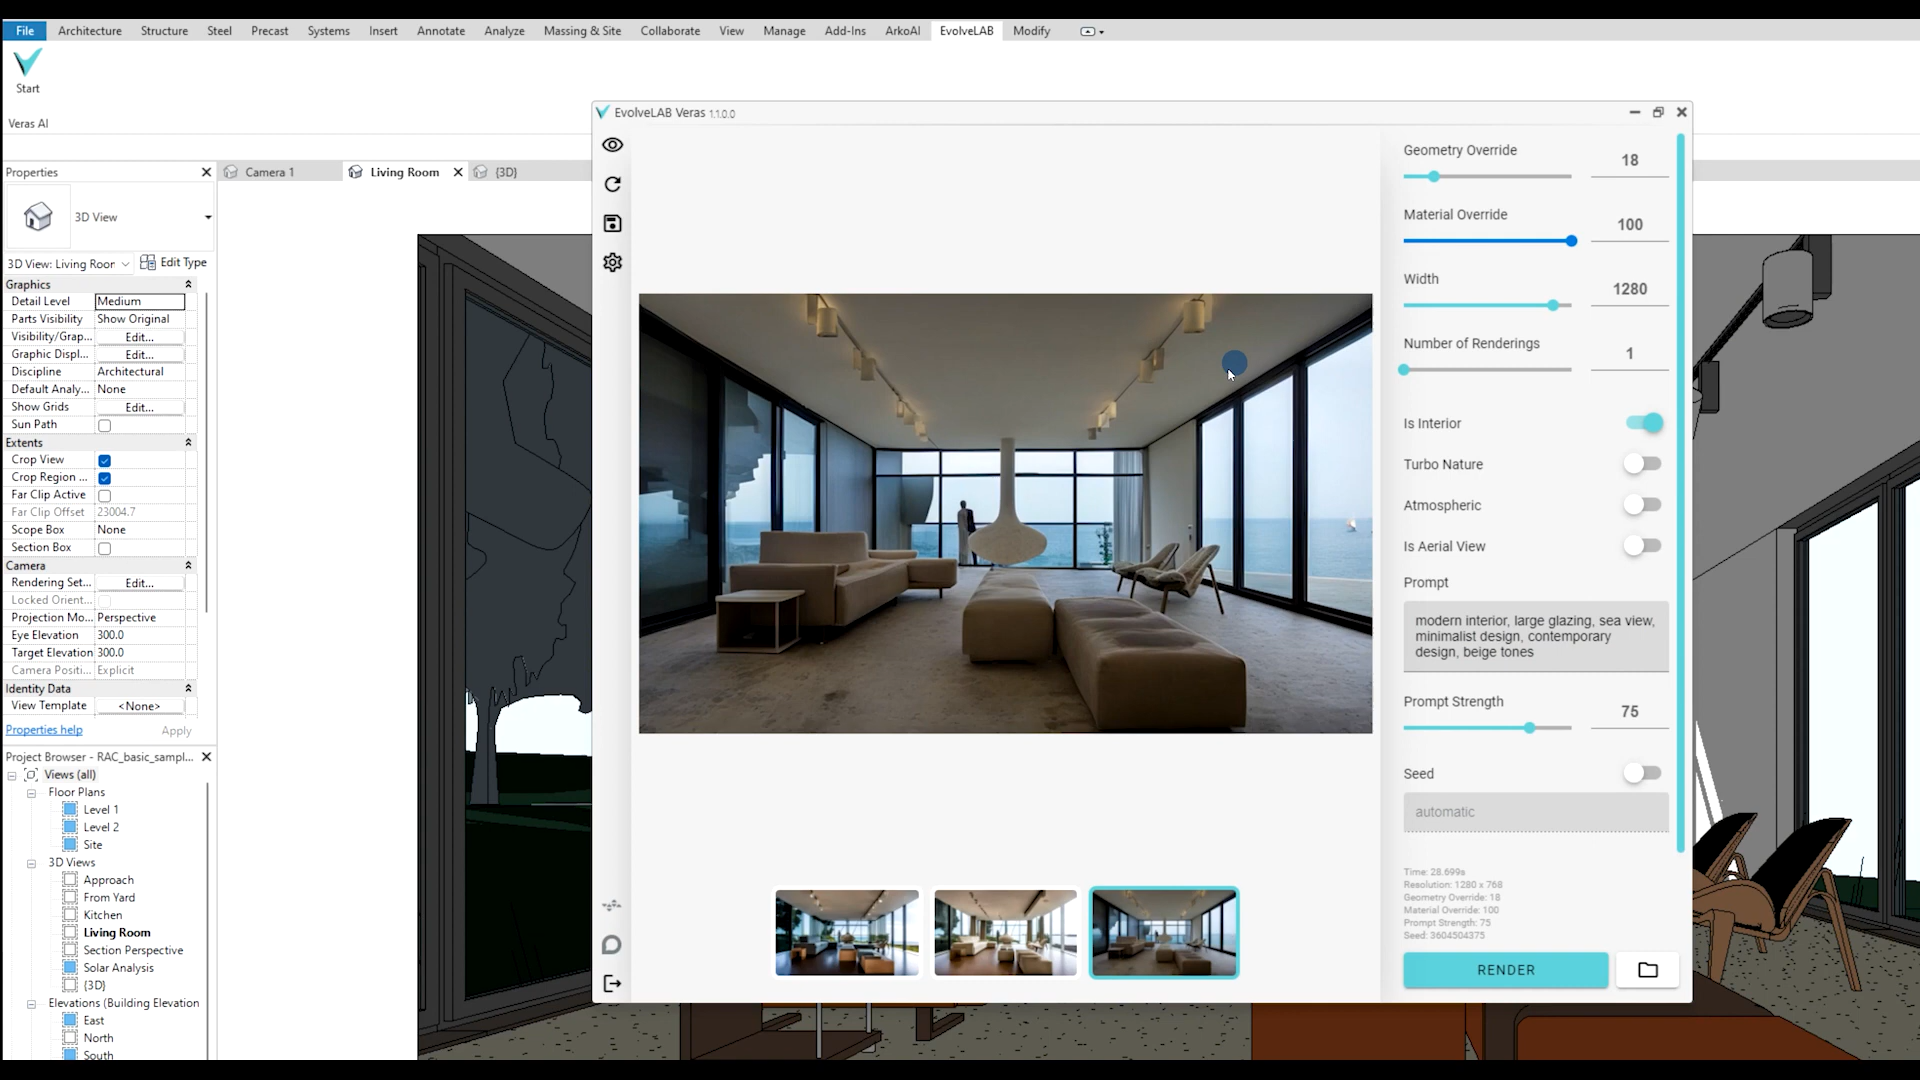 File Architecture Structure Steel Precast Systems Insert Annotate Analyze Massing & Site Collaborate View Manage Add-Ins ArkoAI EvolveLAB Modify
Start
Veras AI
EvolveLAB Veras 1.1.0.0
Properties
Camera 1
Living Room
{3D}
3D View
3D View: Living Roor
Edit Type
Graphics
Detail Level Medium
Parts Visibility Show Original
Visibility/Grap... Edit...
Graphic Displ... Edit...
Discipline Architectural
Default Analy... None
Show Grids Edit...
Sun Path
Extents
Crop View
Crop Region ...
Far Clip Active
Far Clip Offset 23004.7
Scope Box None
Section Box
Camera
Rendering Set... Edit...
Locked Orient...
Projection Mo... Perspective
Eye Elevation 300.0
Target Elevation 300.0
Camera Positi... Explicit
Identity Data
View Template <None>
Properties help Apply
Project Browser - RAC_basic_sampl...
Views (all)
Floor Plans
Level 1
Level 2
Site
3D Views
Approach
From Yard
Kitchen
Living Room
Section Perspective
Solar Analysis
{3D}
Elevations (Building Elevation
East
North
South
Geometry Override 18
Material Override 100
Width 1280
Number of Renderings 1
Is Interior
Turbo Nature
Atmospheric
Is Aerial View
Prompt
modern interior, large glazing, sea view,
minimalist design, contemporary
design, beige tones
Prompt Strength 75
Seed
automatic
Time: 28.699s
Resolution: 1280 x 768
Geometry Override: 18
Material Override: 100
Prompt Strength: 75
Seed: 3604504375
RENDER